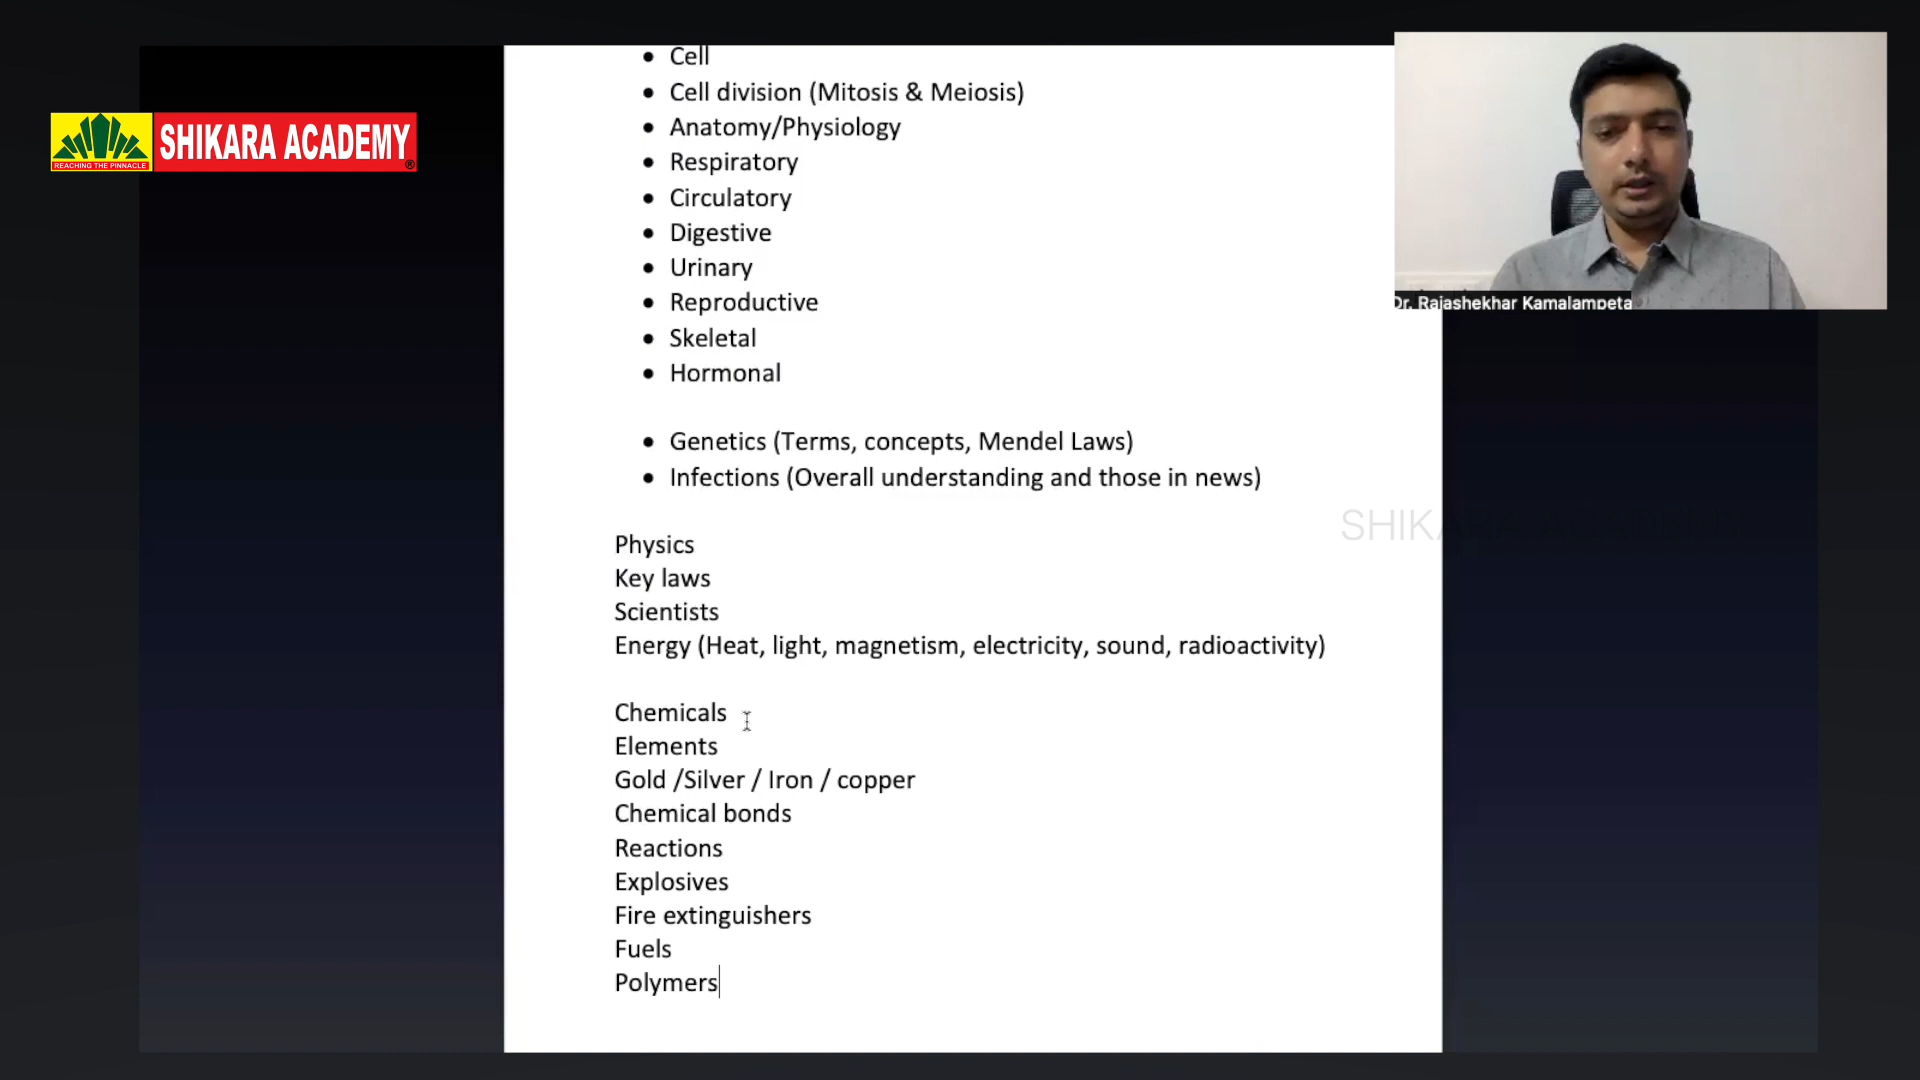 Cell
Cell division (Mitosis & Meiosis)
Anatomy/Physiology
Respiratory
Circulatory
Digestive
Urinary
Reproductive
Skeletal
Hormonal
Genetics (Terms, concepts, Mendel Laws)
Infections (Overall understanding and those in news)
Physics
Key laws
Scientists
Energy (Heat, light, magnetism, electricity, sound, radioactivity)
Chemicals
Elements
Gold /Silver / Iron / copper
Chemical bonds
Reactions
Explosives
Fire extinguishers
Fuels
Polymers
SHIKARA ACADEMY
®
REACHING THE PINNACLE
Dr. Rajashekhar Kamalampeta